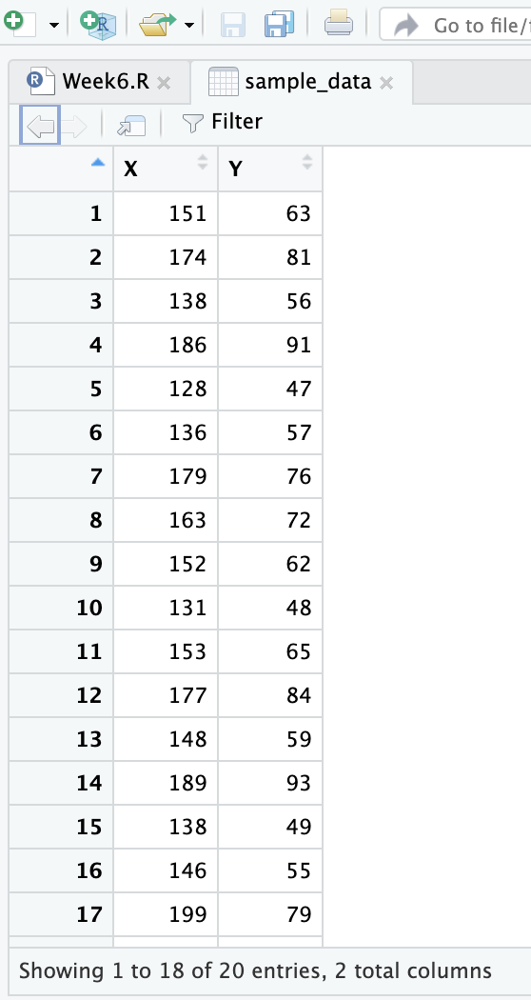 Go to file/f
Week6.R sample_data
Filter
X Y
1 151 63
2 174 81
3 138 56
4 186 91
5 128 47
6 136 57
7 179 76
8 163 72
9 152 62
10 131 48
11 153 65
12 177 84
13 148 59
14 189 93
15 138 49
16 146 55
17 199 79
Showing 1 to 18 of 20 entries, 2 total columns